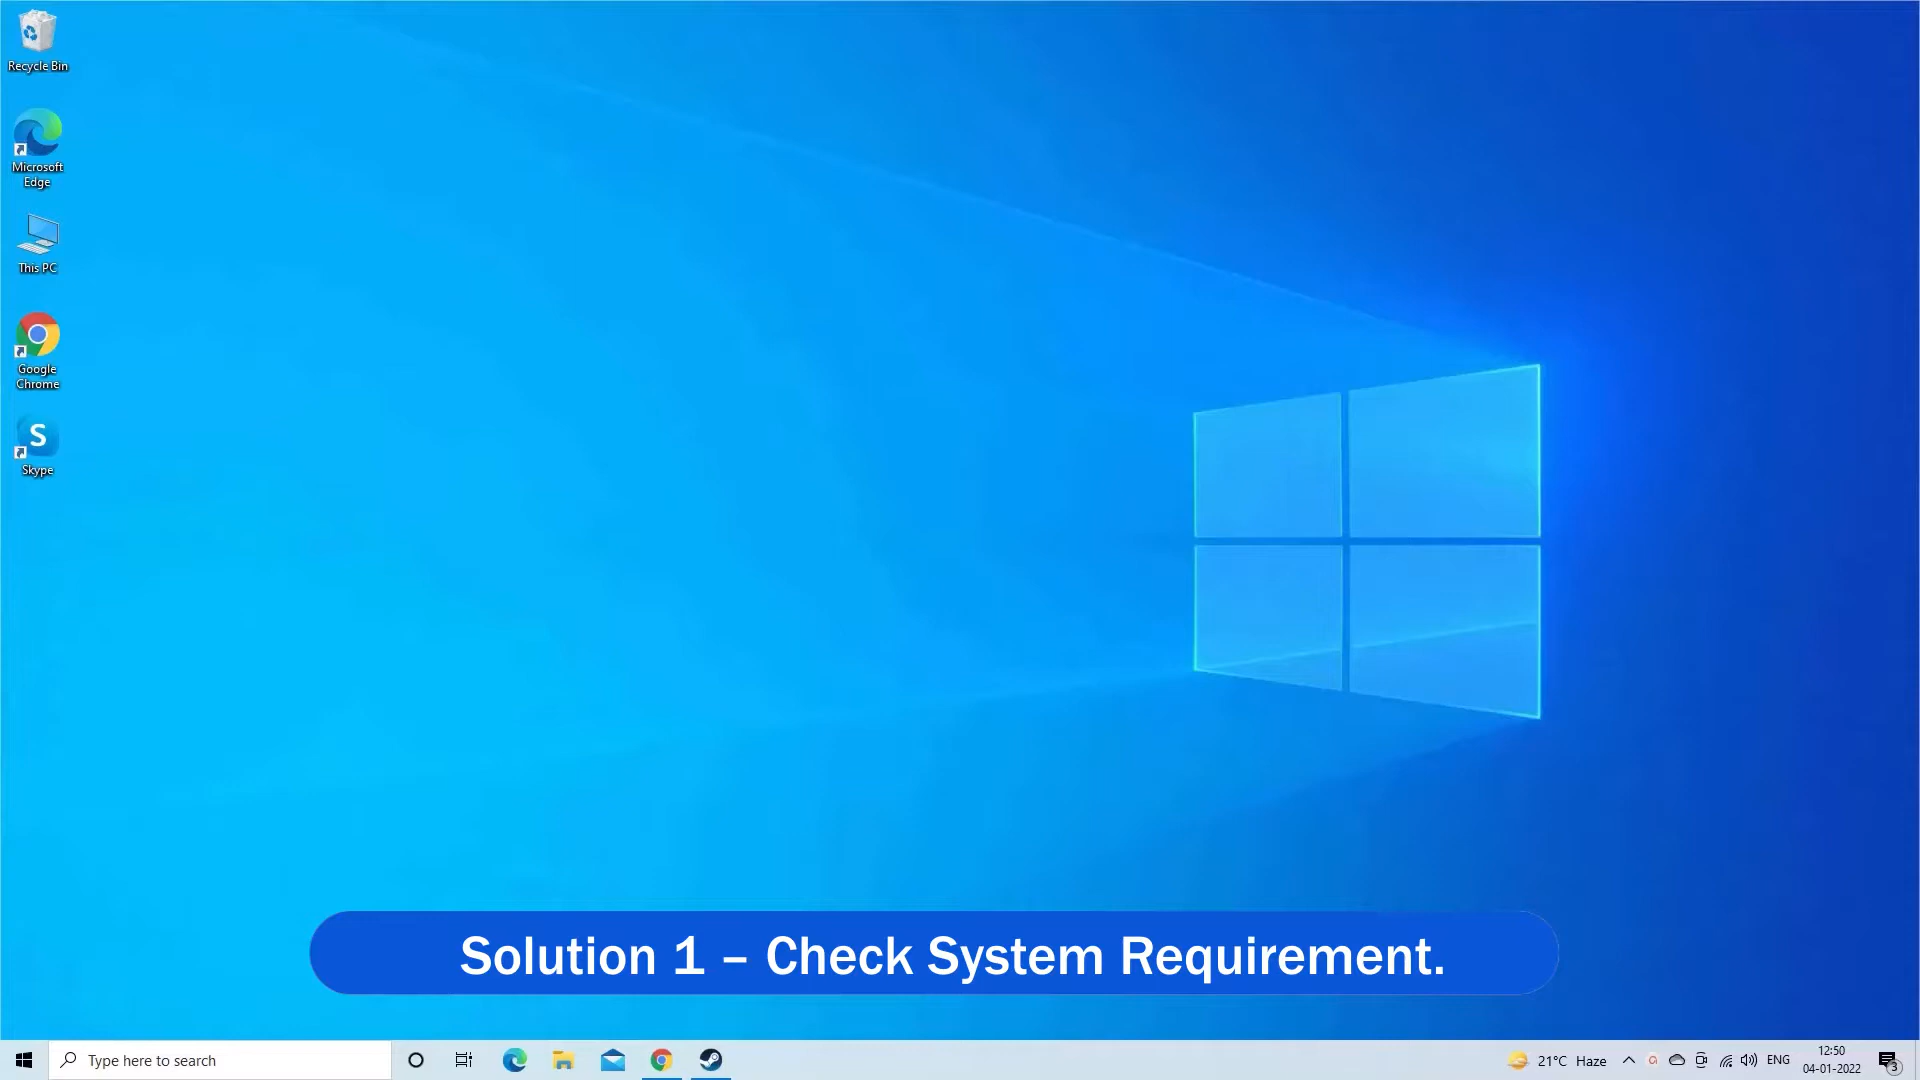 Recycle Bin
Microsoft
Edge
This PC
Google
Chrome
S
Skype
Solution 1 – Check System Requirement.
Type here to search
21°C Haze
ENG
12:50
04-01-2022
3